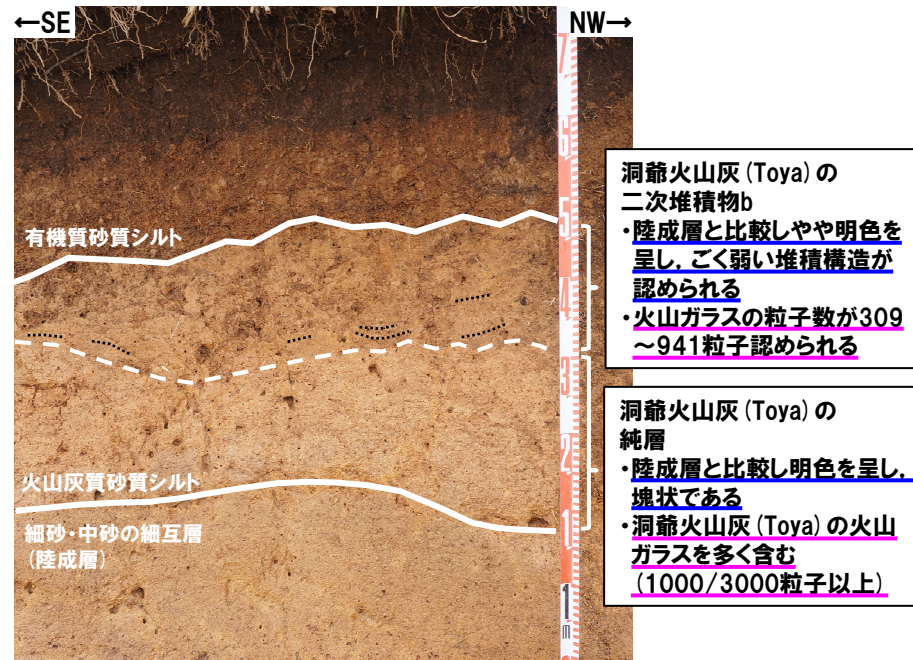 ←SE
NW→
7
6
5
4
3
2
1
1
m
有機質砂質シルト
火山灰質砂質シルト
細砂・中砂の細互層
(陸成層)
洞爺火山灰(Toya)の
二次堆積物b
・陸成層と比較しやや明色を
呈し，ごく弱い堆積構造が
認められる
・火山ガラスの粒子数が309
～941粒子認められる
洞爺火山灰(Toya)の
純層
・陸成層と比較し明色を呈し，
塊状である
・洞爺火山灰(Toya)の火山
ガラスを多く含む
(1000/3000粒子以上)